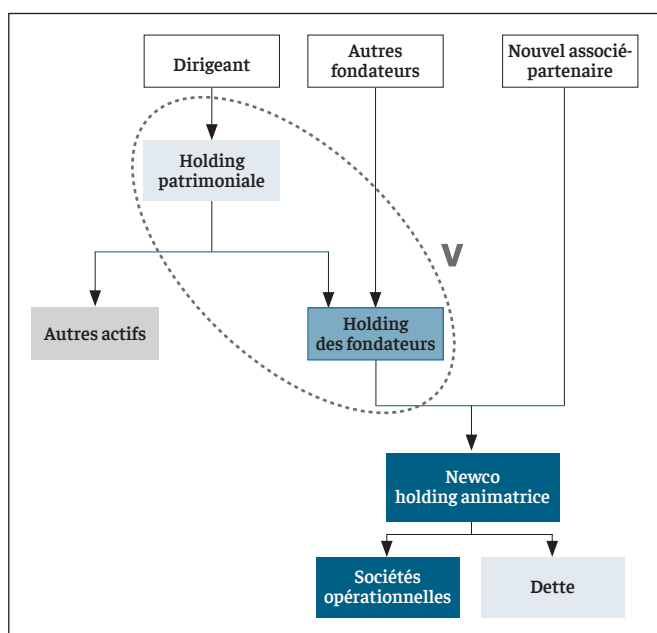 Dirigeant
Autres
fondateurs
Nouvel associé-
partenaire
Holding
patrimoniale
V
Autres actifs
Holding
des fondateurs
Newco
holding animatrice
Sociétés
opérationnelles
Dette